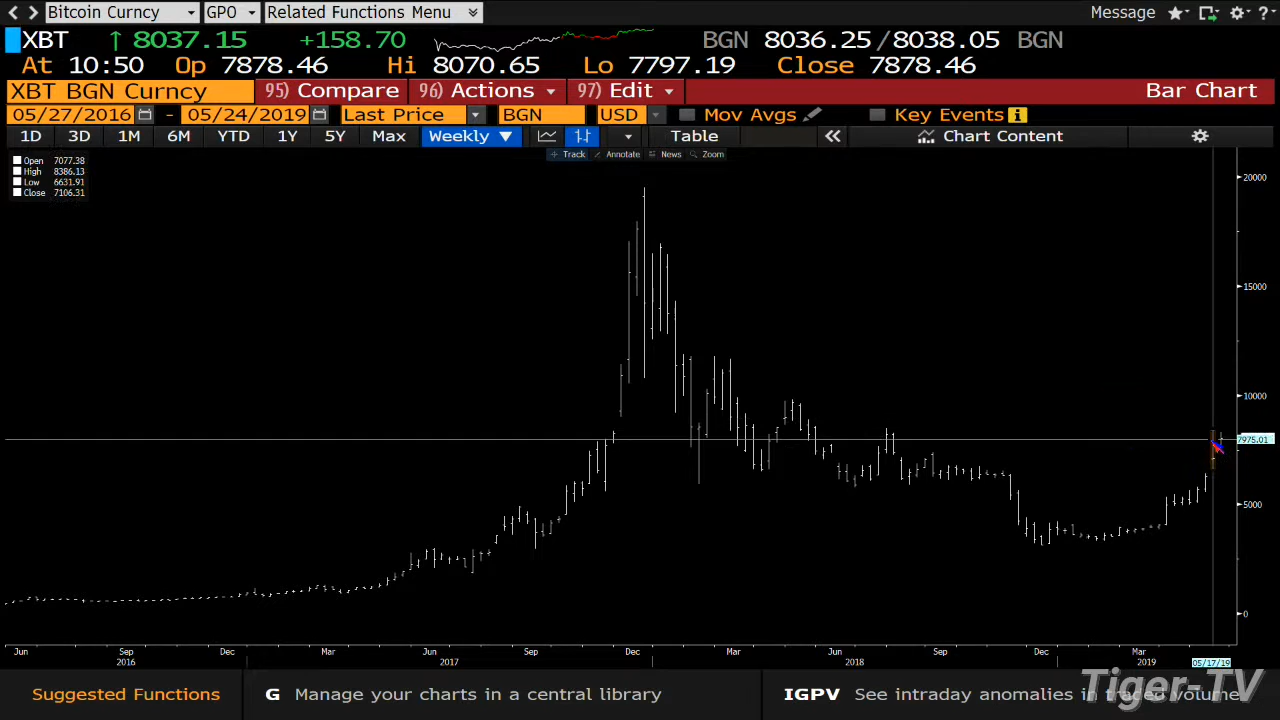 Bitcoin Curncy GPO Related Functions Menu Message ?
XBT ↑ 8037.15 +158.70 BGN 8036.25/8038.05 BGN
At 10:50 Op 7878.46 Hi 8070.65 Lo 7797.19 Close 7878.46
XBT BGN Curncy 95) Compare 96) Actions 97) Edit Bar Chart
05/27/2016 - 05/24/2019 Last Price BGN USD Mov Avgs Key Events i
1D 3D 1M 6M YTD 1Y 5Y Max Weekly Table Chart Content
Track Annotate News Zoom
Open 7077.38
High 8386.13
Low 6631.91
Close 7106.31
20000
15000
10000
7975.01
5000
0
Jun Sep Dec Mar Jun Sep Dec Mar Jun Sep Dec Mar
2016 2017 2018 2019 05/17/19
Suggested Functions G Manage your charts in a central library IGPV See intraday anomalies in traded volume
Tiger-TV